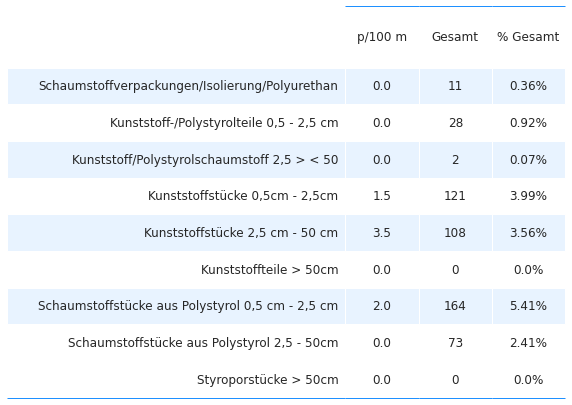 p/100 m Gesamt % Gesamt
Schaumstoffverpackungen/Isolierung/Polyurethan 0.0 11 0.36%
Kunststoff-/Polystyrolteile 0,5 - 2,5 cm 0.0 28 0.92%
Kunststoff/Polystyrolschaumstoff 2,5 > < 50 0.0 2 0.07%
Kunststoffstücke 0,5cm - 2,5cm 1.5 121 3.99%
Kunststoffstücke 2,5 cm - 50 cm 3.5 108 3.56%
Kunststoffteile > 50cm 0.0 0 0.0%
Schaumstoffstücke aus Polystyrol 0,5 cm - 2,5 cm 2.0 164 5.41%
Schaumstoffstücke aus Polystyrol 2,5 - 50cm 0.0 73 2.41%
Styroporstücke > 50cm 0.0 0 0.0%